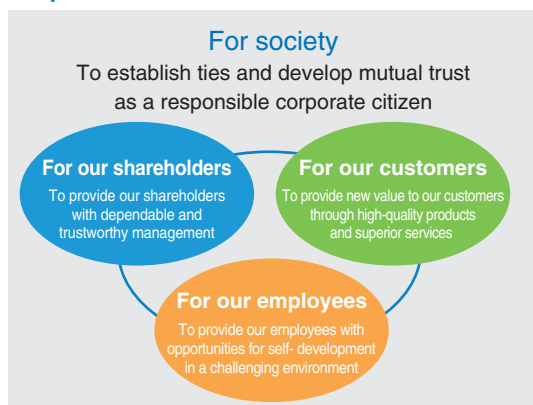 For society
To establish ties and develop mutual trust
as a responsible corporate citizen
For our shareholders
To provide our shareholders
with dependable and
trustworthy management
For our customers
To provide new value to our customers
through high-quality products
and superior services
For our employees
To provide our employees with
opportunities for self- development
in a challenging environment